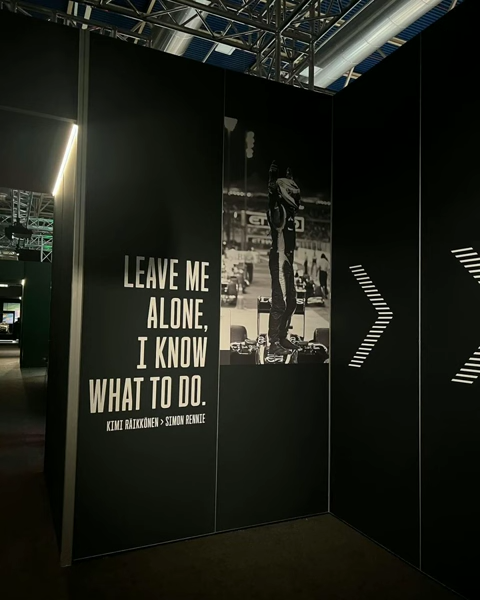 LEAVE ME
ALONE,
I KNOW
WHAT TO DO.
KIMI RÄIKKÖNEN > SIMON RENNIE